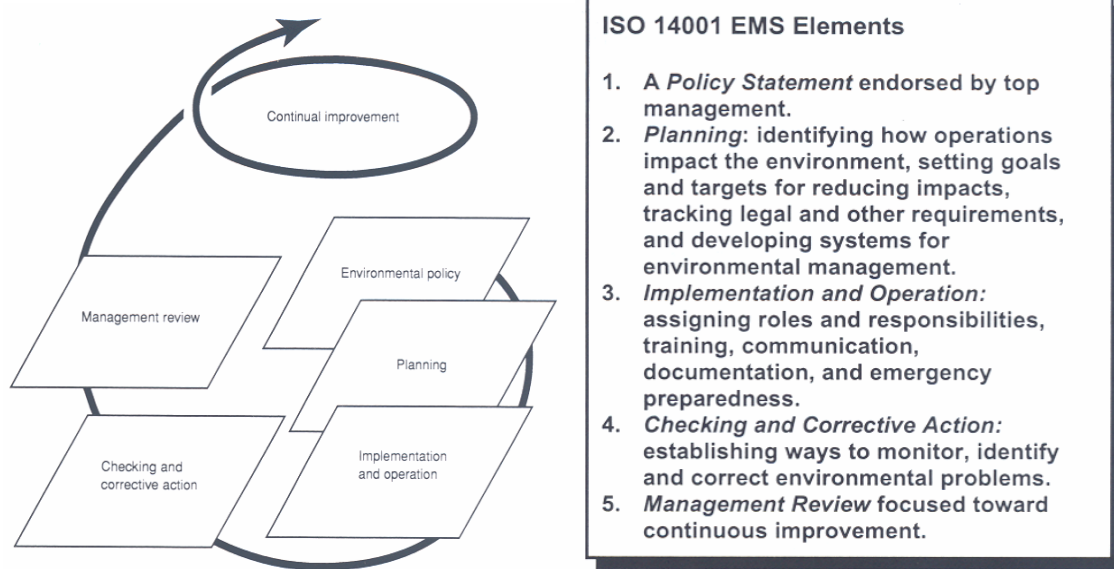 Continual improvement
Environmental policy
Management review
Planning
Implementation
and operation
Checking and
corrective action
ISO 14001 EMS Elements
1. A Policy Statement endorsed by top
management.
2. Planning: identifying how operations
impact the environment, setting goals
and targets for reducing impacts,
tracking legal and other requirements,
and developing systems for
environmental management.
3. Implementation and Operation:
assigning roles and responsibilities,
training, communication,
documentation, and emergency
preparedness.
4. Checking and Corrective Action:
establishing ways to monitor, identify
and correct environmental problems.
5. Management Review focused toward
continuous improvement.